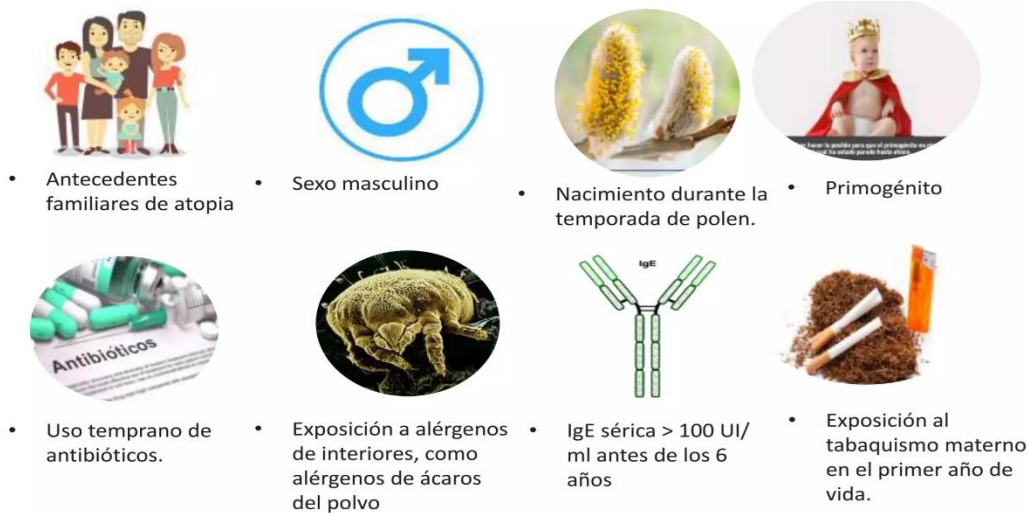 • Antecedentes
familiares de atopia
• Sexo masculino
• Nacimiento durante la
temporada de polen.
• Primogénito
Antibióticos
IgE
• Uso temprano de
antibióticos.
• Exposición a alérgenos
de interiores, como
alérgenos de ácaros
del polvo
• IgE sérica > 100 UI/
ml antes de los 6
años
• Exposición al
tabaquismo materno
en el primer año de
vida.